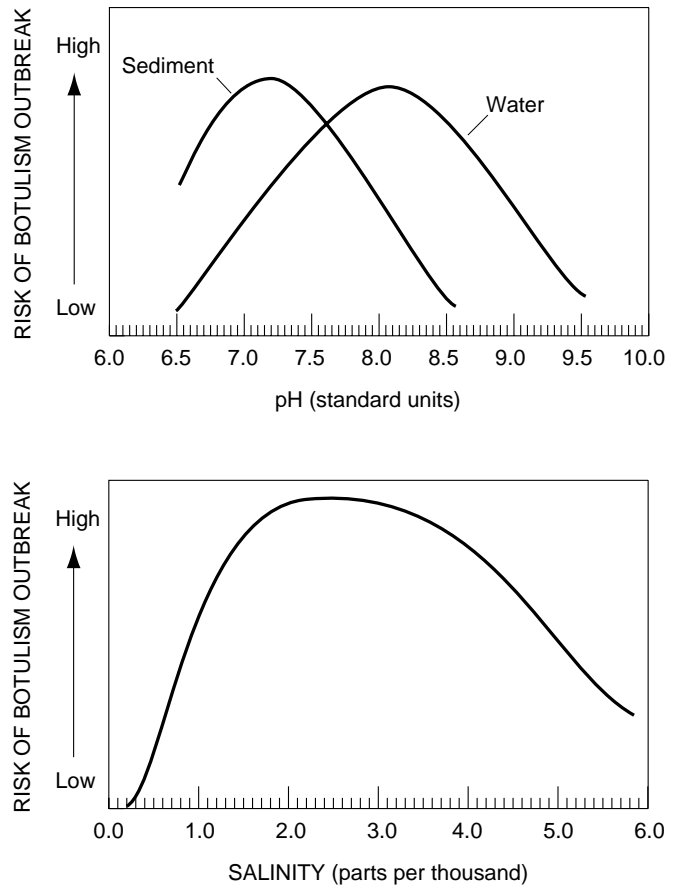 RISK OF BOTULISM OUTBREAK
High
Low
Sediment
Water
6.0 6.5 7.0 7.5 8.0 8.5 9.0 9.5 10.0
pH (standard units)
RISK OF BOTULISM OUTBREAK
High
Low
0.0 1.0 2.0 3.0 4.0 5.0 6.0
SALINITY (parts per thousand)